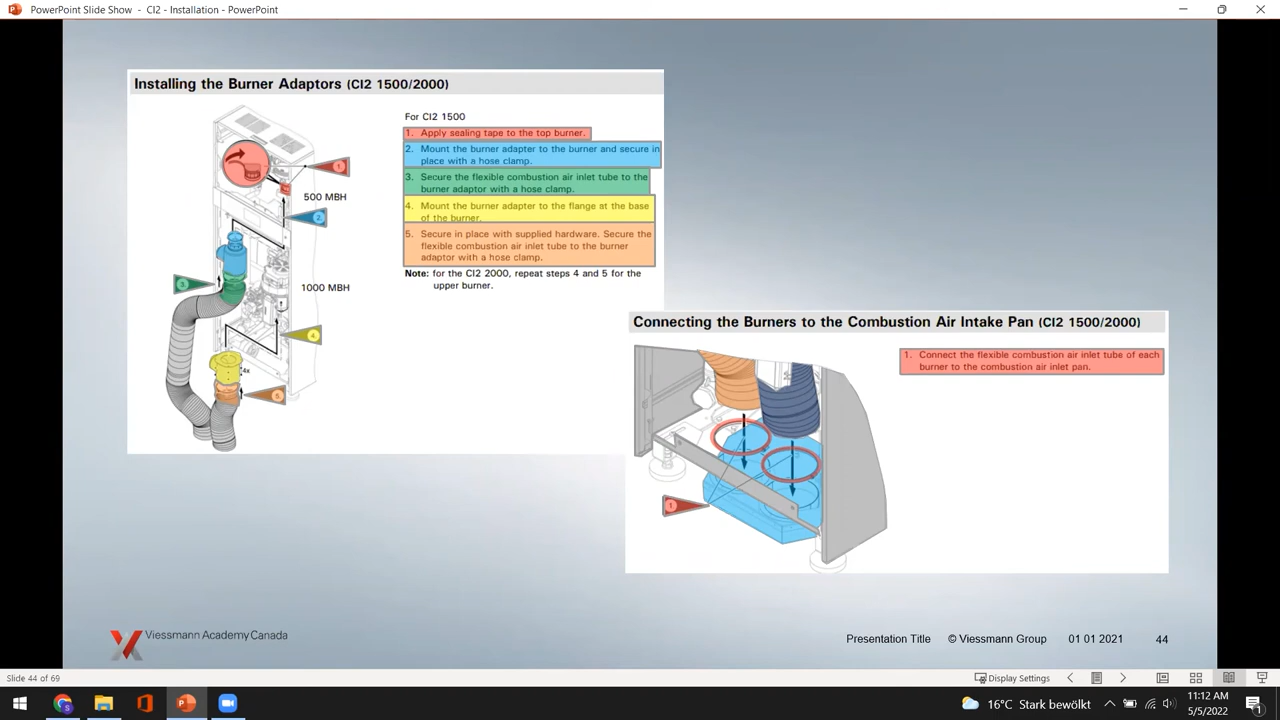 PowerPoint Slide Show - CI2 - Installation - PowerPoint
Installing the Burner Adaptors (CI2 1500/2000)
For CI2 1500
1. Apply sealing tape to the top burner.
2. Mount the burner adapter to the burner and secure in
place with a hose clamp.
3. Secure the flexible combustion air inlet tube to the
burner adaptor with a hose clamp.
4. Mount the burner adapter to the flange at the base
of the burner.
5. Secure in place with supplied hardware. Secure the
flexible combustion air inlet tube to the burner
adaptor with a hose clamp.
Note: for the CI2 2000, repeat steps 4 and 5 for the
upper burner.
1
500 MBH
2
3
1000 MBH
4
4x
5
Connecting the Burners to the Combustion Air Intake Pan (CI2 1500/2000)
1. Connect the flexible combustion air inlet tube of each
burner to the combustion air inlet pan.
1
Viessmann Academy Canada
Presentation Title © Viessmann Group 01 01 2021 44
Slide 44 of 69
Display Settings
16°C Stark bewölkt
11:12 AM
5/5/2022
1